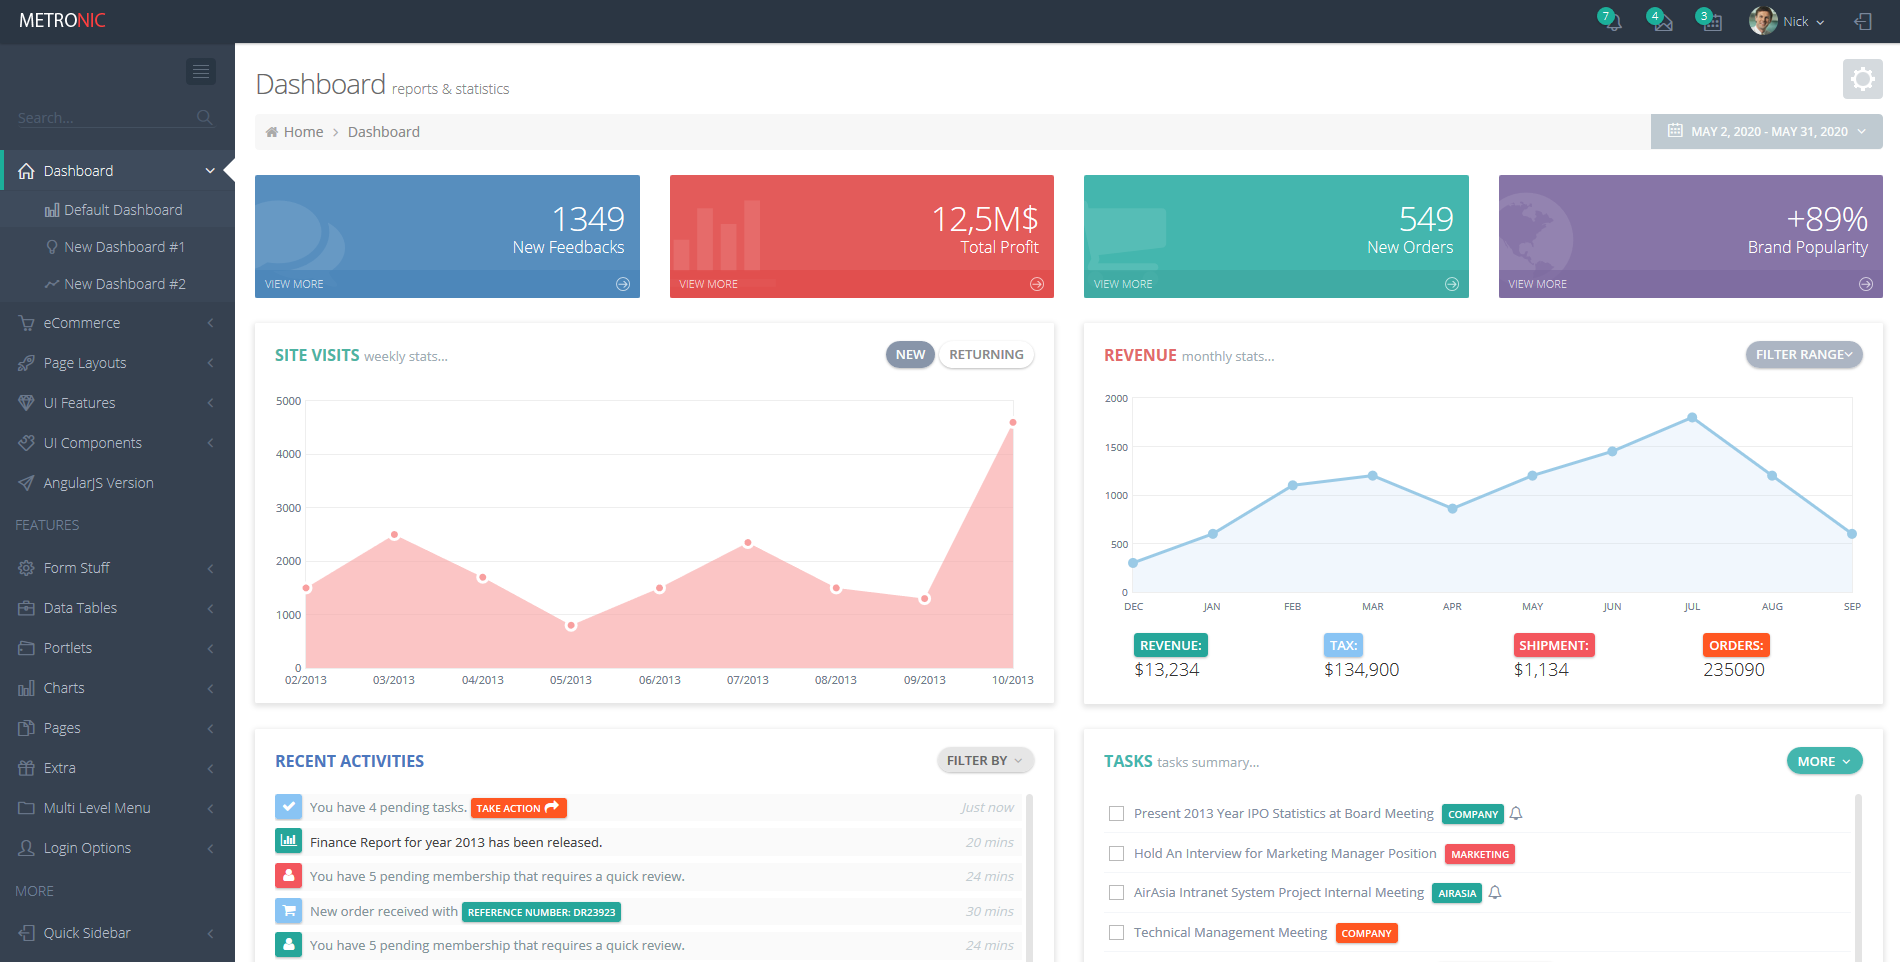 METRONIC
7
4
3
Nick
Search...
Dashboard
Default Dashboard
New Dashboard #1
New Dashboard #2
eCommerce
Page Layouts
UI Features
UI Components
AngularJS Version
FEATURES
Form Stuff
Data Tables
Portlets
Charts
Pages
Extra
Multi Level Menu
Login Options
MORE
Quick Sidebar
Dashboard reports & statistics
Home > Dashboard
MAY 2, 2020 - MAY 31, 2020
1349
New Feedbacks
VIEW MORE
12,5M$
Total Profit
VIEW MORE
549
New Orders
VIEW MORE
+89%
Brand Popularity
VIEW MORE
SITE VISITS weekly stats...
NEW
RETURNING
5000
4000
3000
2000
1000
0
02/2013 03/2013 04/2013 05/2013 06/2013 07/2013 08/2013 09/2013 10/2013
REVENUE monthly stats...
FILTER RANGE
2000
1500
1000
500
0
DEC JAN FEB MAR APR MAY JUN JUL AUG SEP
REVENUE: TAX: SHIPMENT: ORDERS:
$13,234 $134,900 $1,134 235090
RECENT ACTIVITIES
FILTER BY
You have 4 pending tasks. TAKE ACTION Just now
Finance Report for year 2013 has been released. 20 mins
You have 5 pending membership that requires a quick review. 24 mins
New order received with REFERENCE NUMBER: DR23923 30 mins
You have 5 pending membership that requires a quick review. 24 mins
TASKS tasks summary...
MORE
Present 2013 Year IPO Statistics at Board Meeting COMPANY
Hold An Interview for Marketing Manager Position MARKETING
AirAsia Intranet System Project Internal Meeting AIRASIA
Technical Management Meeting COMPANY